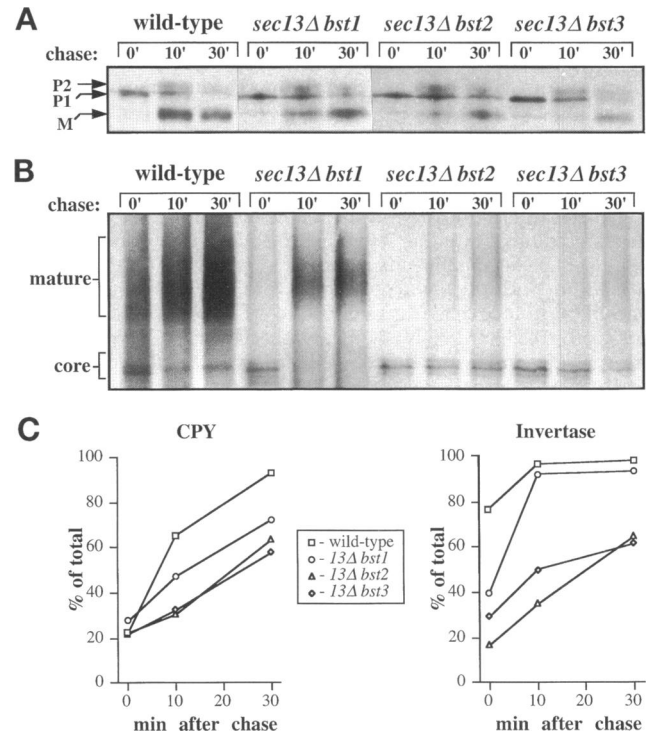 A
wild-type sec13Δ bst1 sec13Δ bst2 sec13Δ bst3
chase: 0' 10' 30' 0' 10' 30' 0' 10' 30' 0' 10' 30'
P2
P1
M
B
wild-type sec13Δ bst1 sec13Δ bst2 sec13Δ bst3
chase: 0' 10' 30' 0' 10' 30' 0' 10' 30' 0' 10' 30'
mature
core
C
CPY
% of total
100
80
60
40
20
0
0 10 20 30
min after chase
□ - wild-type
○ - 13Δ bst1
△ - 13Δ bst2
◇ - 13Δ bst3
Invertase
% of total
100
80
60
40
20
0
0 10 20 30
min after chase